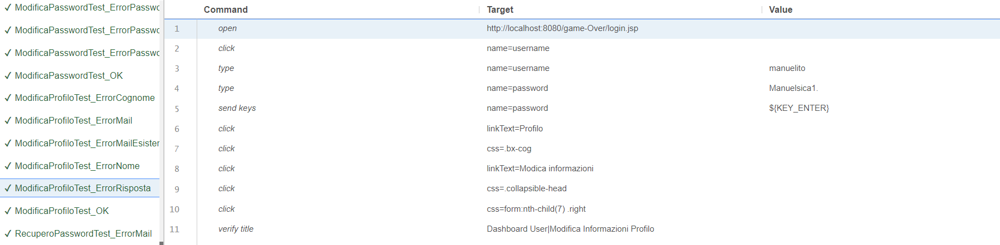 ✓ ModificaPasswordTest_ErrorPasswo
✓ ModificaPasswordTest_ErrorPasswo
✓ ModificaPasswordTest_ErrorPasswo
✓ ModificaPasswordTest_OK
✓ ModificaProfiloTest_ErrorCognome
✓ ModificaProfiloTest_ErrorMail
✓ ModificaProfiloTest_ErrorMailEsister
✓ ModificaProfiloTest_ErrorNome
✓ ModificaProfiloTest_ErrorRisposta
✓ ModificaProfiloTest_OK
✓ RecuperoPasswordTest_ErrorMail
Command Target Value
1 open http://localhost:8080/game-Over/login.jsp
2 click name=username
3 type name=username manuelito
4 type name=password Manuelsica1.
5 send keys name=password ${KEY_ENTER}
6 click linkText=Profilo
7 click css=.bx-cog
8 click linkText=Modica informazioni
9 click css=.collapsible-head
10 click css=form:nth-child(7) .right
11 verify title Dashboard User|Modifica Informazioni Profilo